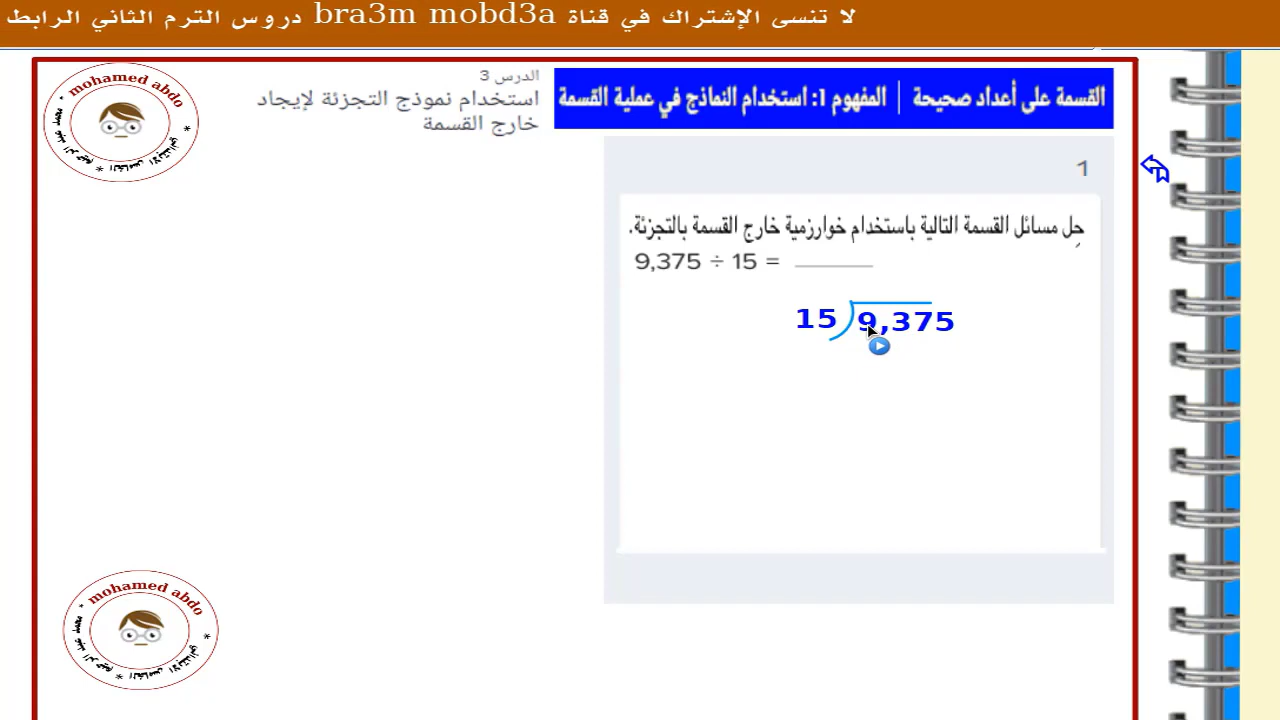 لا تنسى الإشتراك في قناة bra3m mobd3a دروس الترم الثاني الرابط
القسمة على أعداد صحيحة | المفهوم 1: استخدام النماذج في عملية القسمة
الدرس 3
استخدام نموذج التجزئة لإيجاد
خارج القسمة
mohamed abdo
1
حل مسائل القسمة التالية باستخدام خوارزمية خارج القسمة بالتجزئة.
9,375 ÷ 15 =
15 9,375
mohamed abdo